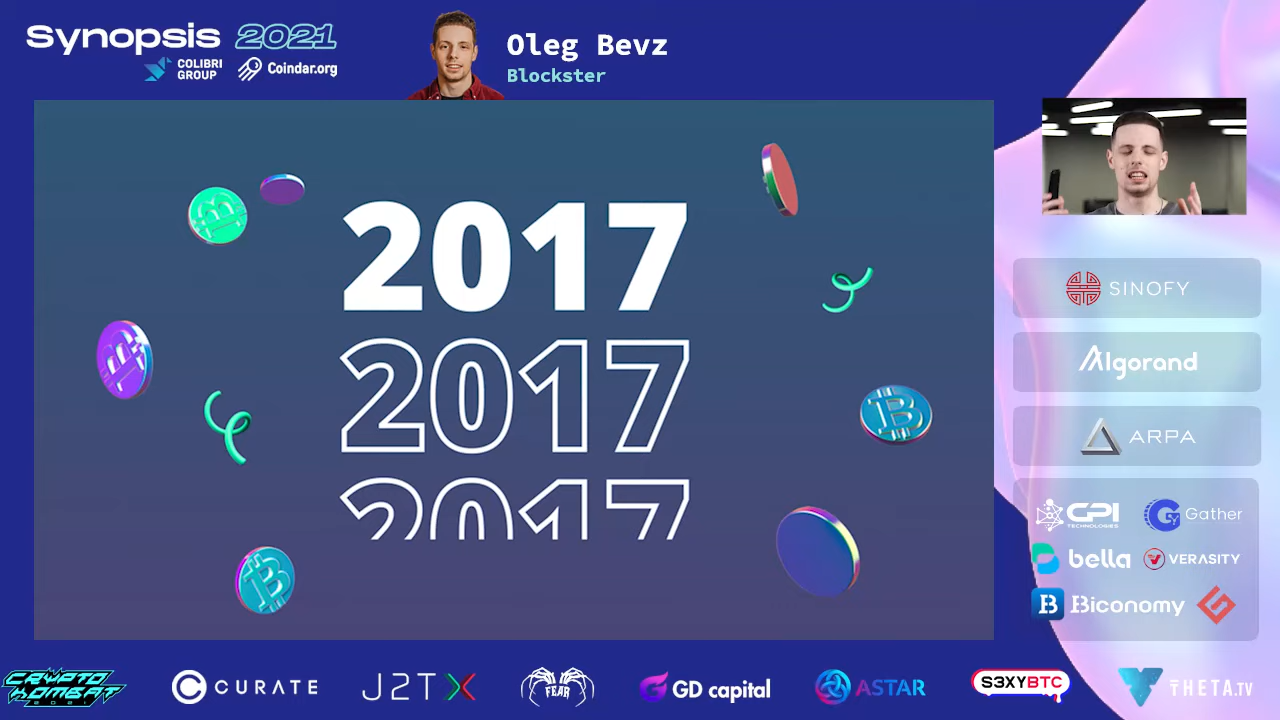 Synopsis 2021
COLIBRI GROUP
Coindar.org
Oleg Bevz
Blockster
2017
2017
2017
SINOFY
Algorand
ARPA
CPI
TECHNOLOGIES
Gather
bella
VERASITY
Biconomy
CRYPTO KOMBAT
CURATE
J2TX
FEAR
GD capital
ASTAR
S3XYBTC
THETA.TV